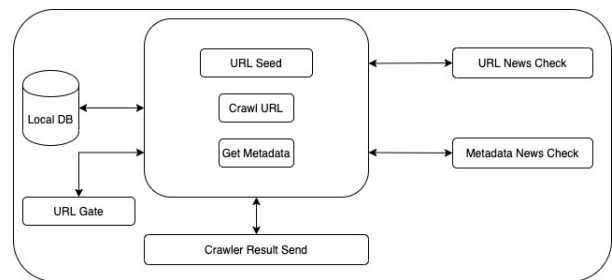 URL Seed
URL News Check
Local DB
Crawl URL
Get Metadata
Metadata News Check
URL Gate
Crawler Result Send